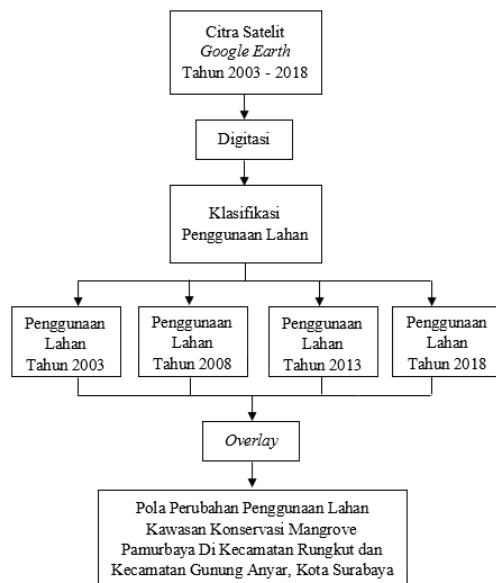 Citra Satelit
Google Earth
Tahun 2003 - 2018
Digitasi
Klasifikasi
Penggunaan Lahan
Penggunaan
Lahan
Tahun 2003
Penggunaan
Lahan
Tahun 2008
Penggunaan
Lahan
Tahun 2013
Penggunaan
Lahan
Tahun 2018
Overlay
Pola Perubahan Penggunaan Lahan
Kawasan Konservasi Mangrove
Pamurbaya Di Kecamatan Rungkut dan
Kecamatan Gunung Anyar, Kota Surabaya